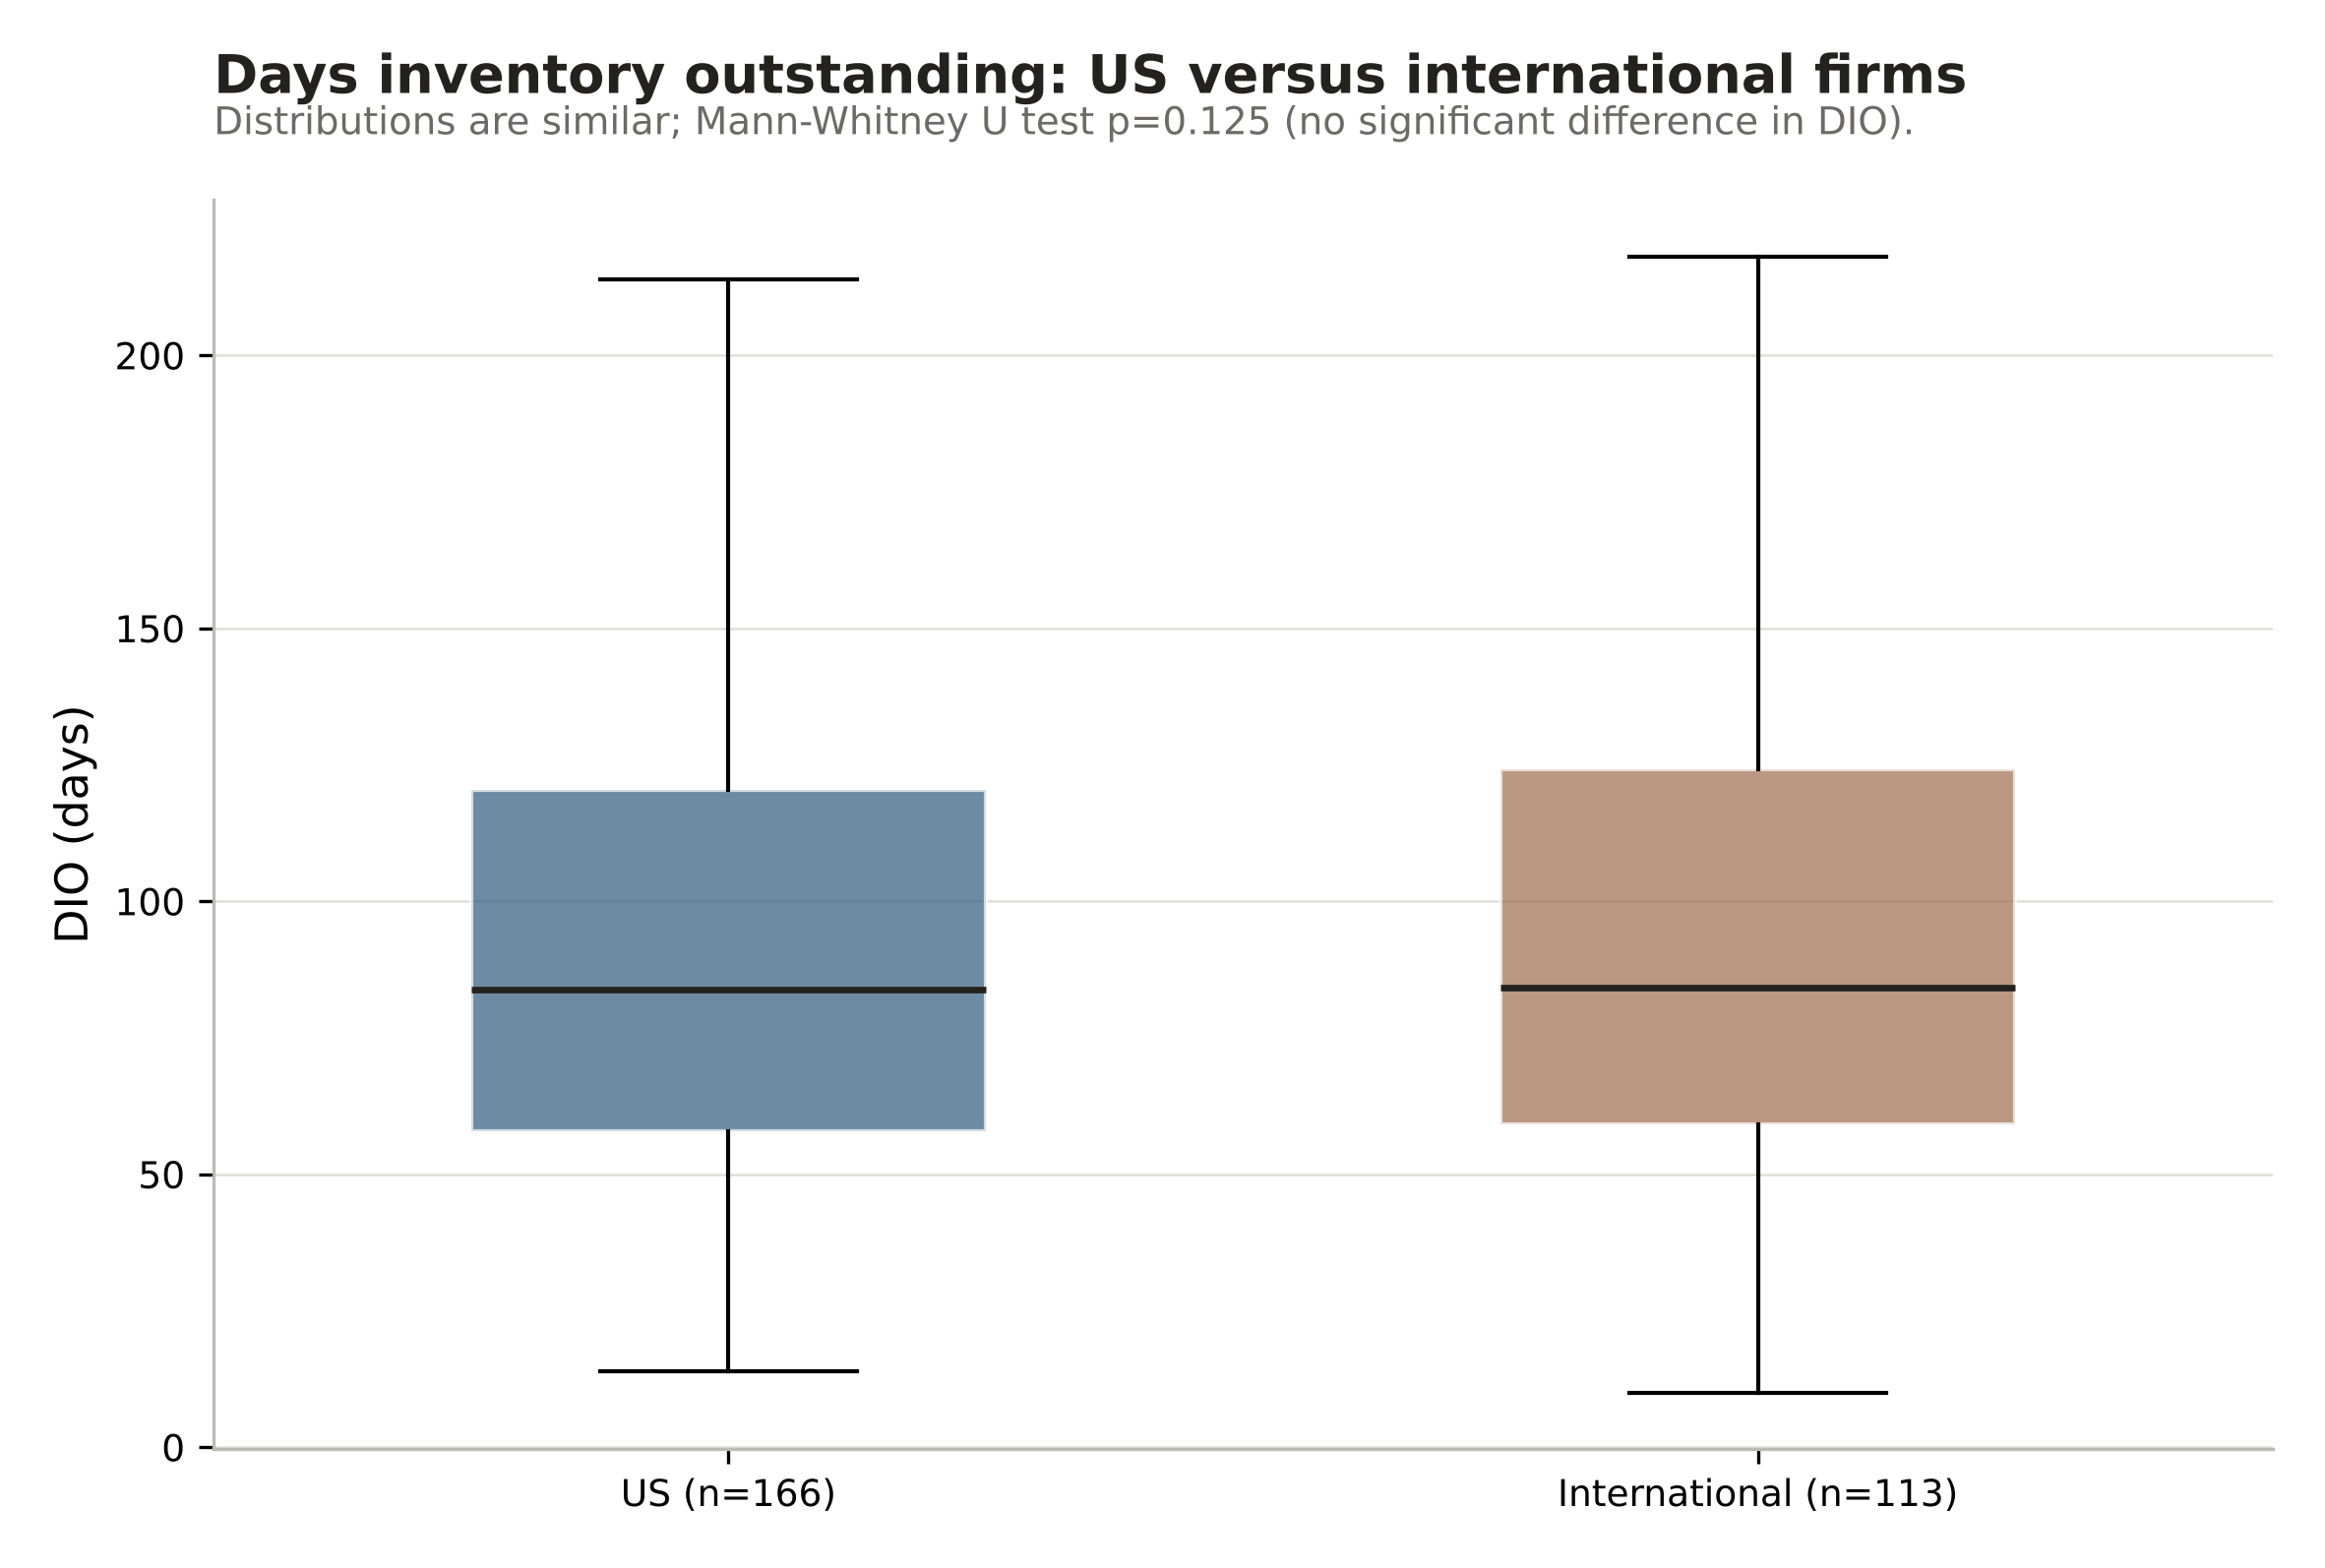 Days inventory outstanding: US versus international firms
Distributions are similar; Mann-Whitney U test p=0.125 (no significant difference in DIO).
200
150
100
50
0
DIO (days)
US (n=166)
International (n=113)